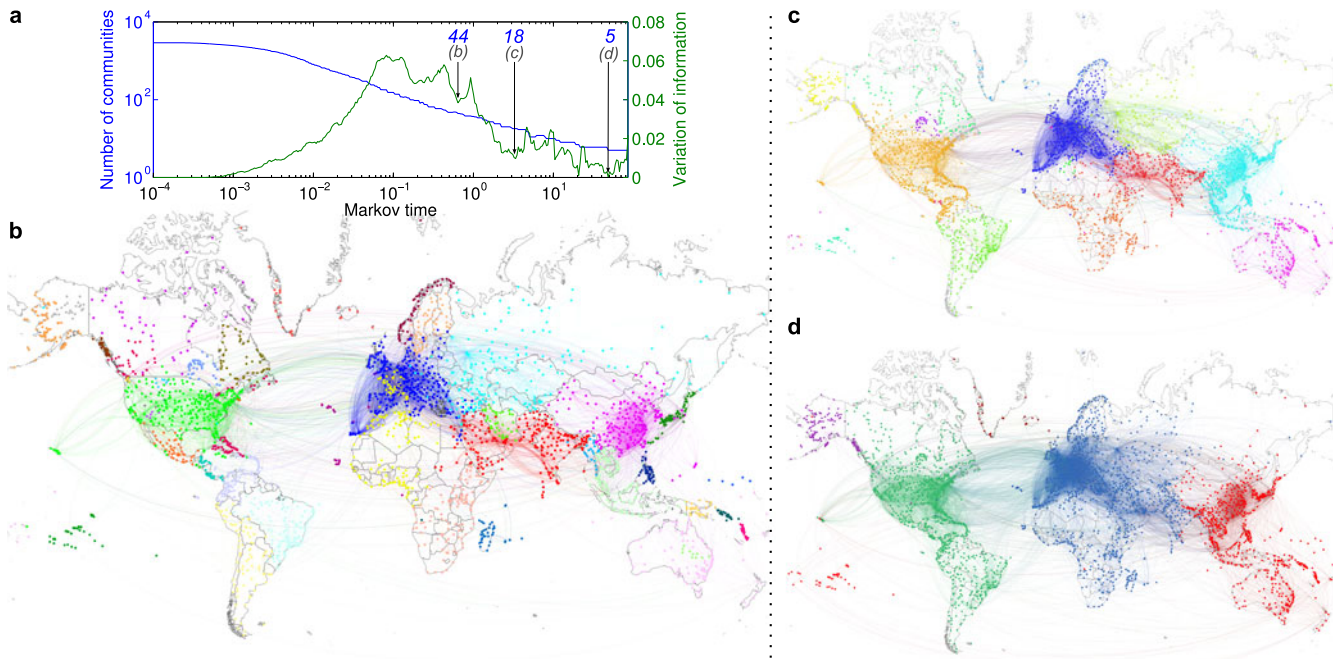 a
Number of communities
10^4
10^2
10^0
0.08
0.06
0.04
0.02
0
Variation of information
44
(b)
18
(c)
5
(d)
10^-4
10^-3
10^-2
10^-1
10^0
10^1
Markov time
b
c
d